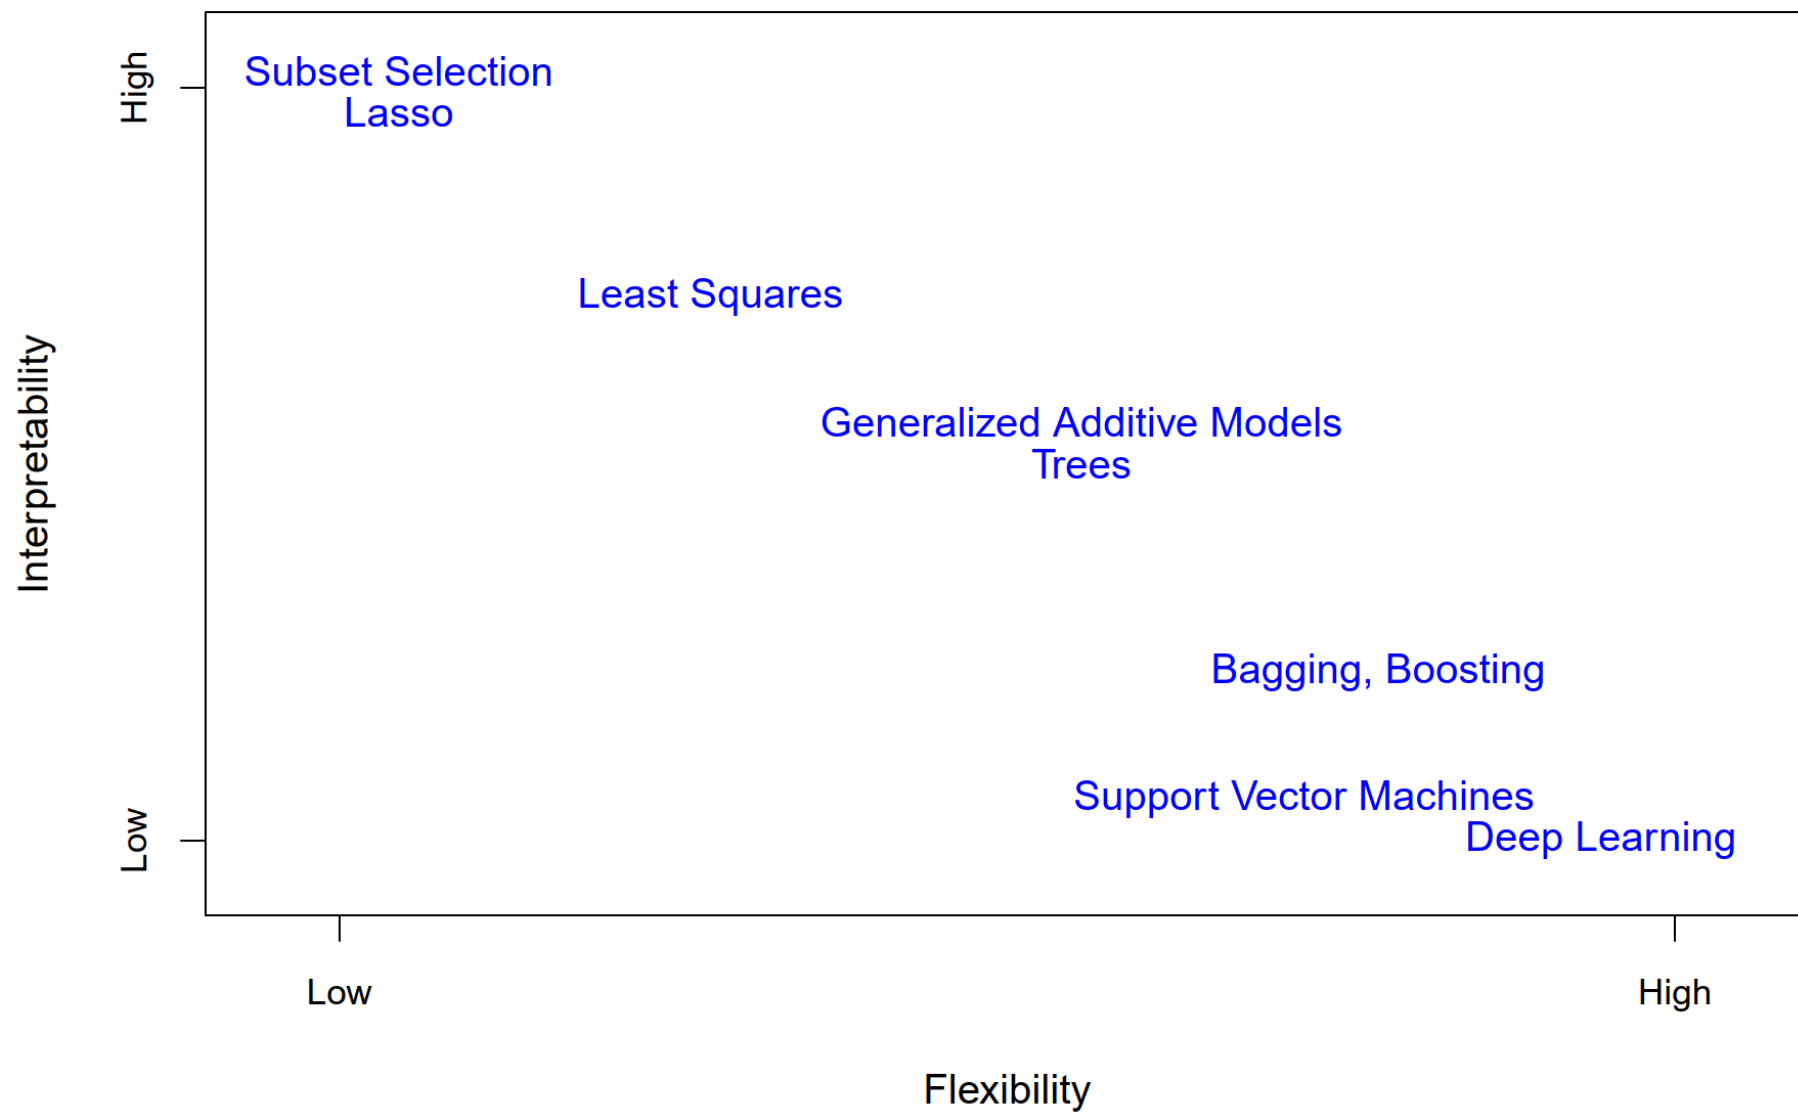 High
Subset Selection
Lasso
Least Squares
Interpretability
Generalized Additive Models
Trees
Bagging, Boosting
Support Vector Machines
Low
Deep Learning
Low
High
Flexibility